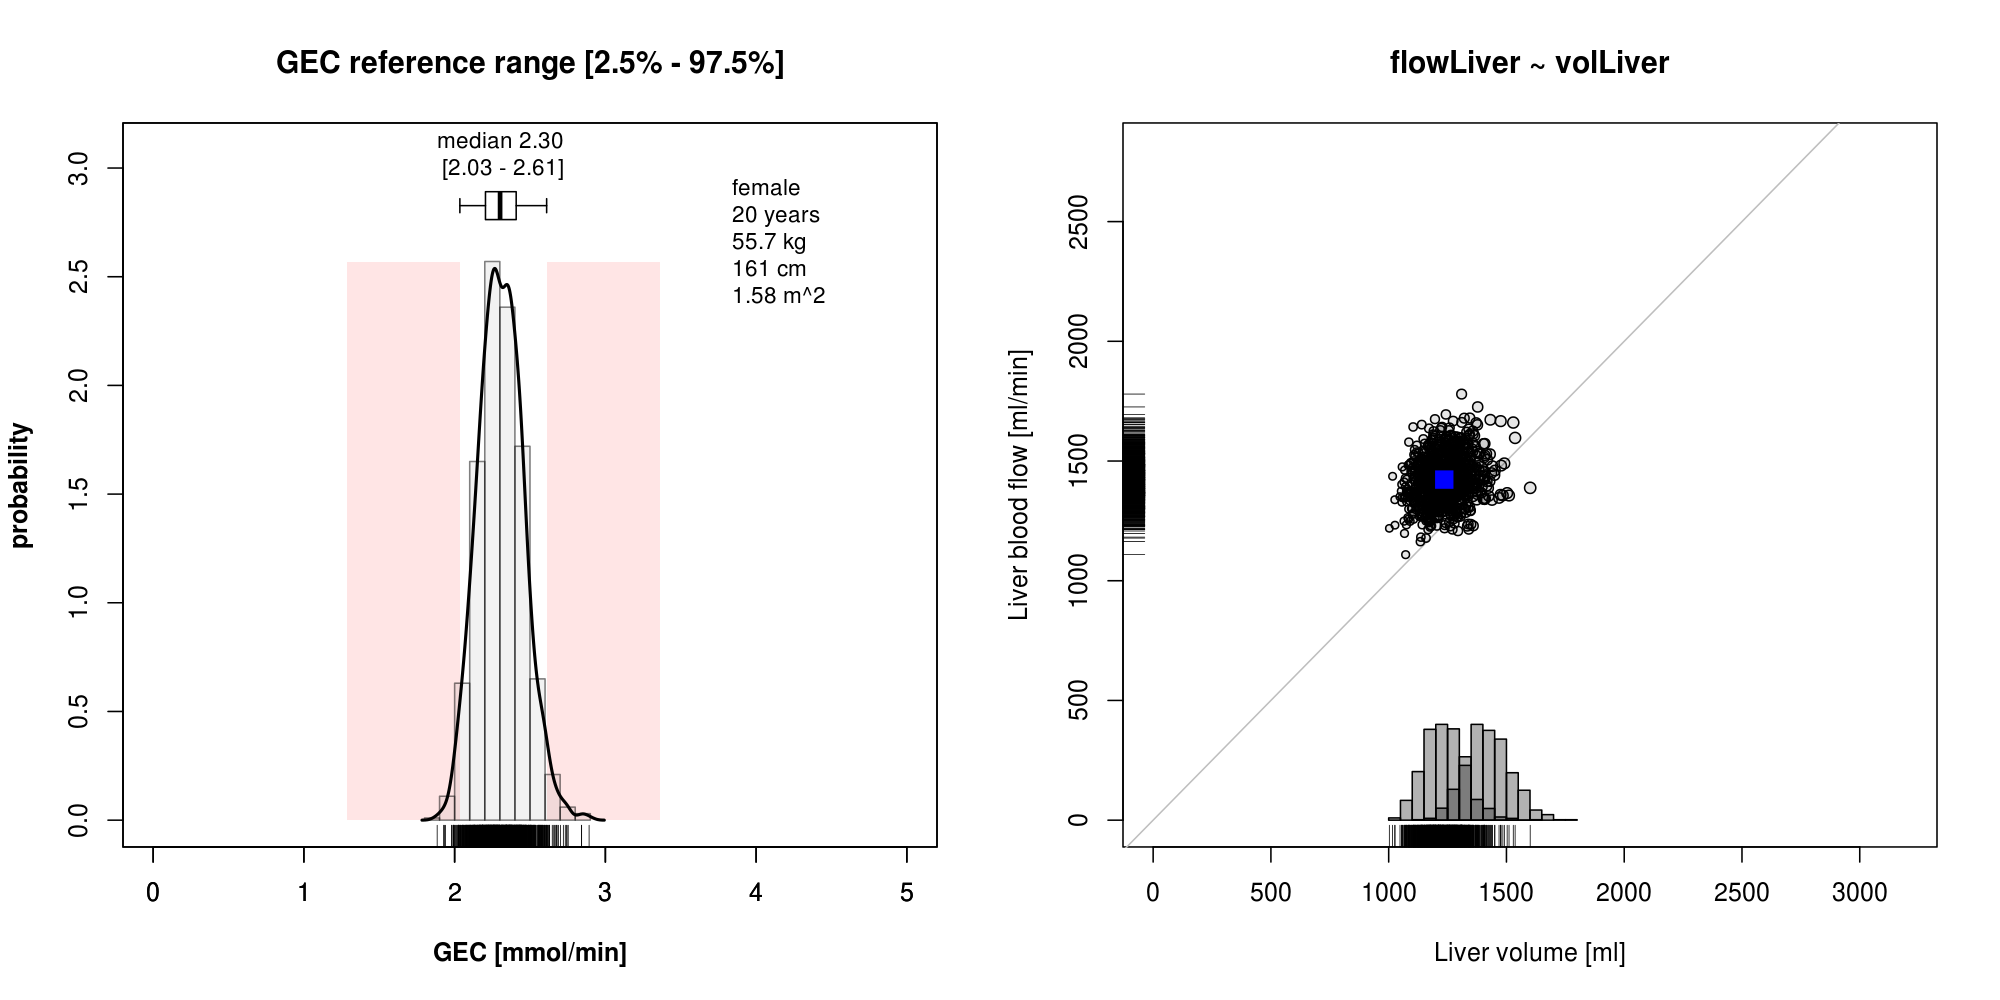 GEC reference range [2.5% - 97.5%]
median 2.30
[2.03 - 2.61]
female
20 years
55.7 kg
161 cm
1.58 m^2
probability
3.0
2.5
2.0
1.5
1.0
0.5
0.0
0 1 2 3 4 5
GEC [mmol/min]
flowLiver ~ volLiver
Liver blood flow [ml/min]
2500
2000
1500
1000
500
0
0 500 1000 1500 2000 2500 3000
Liver volume [ml]